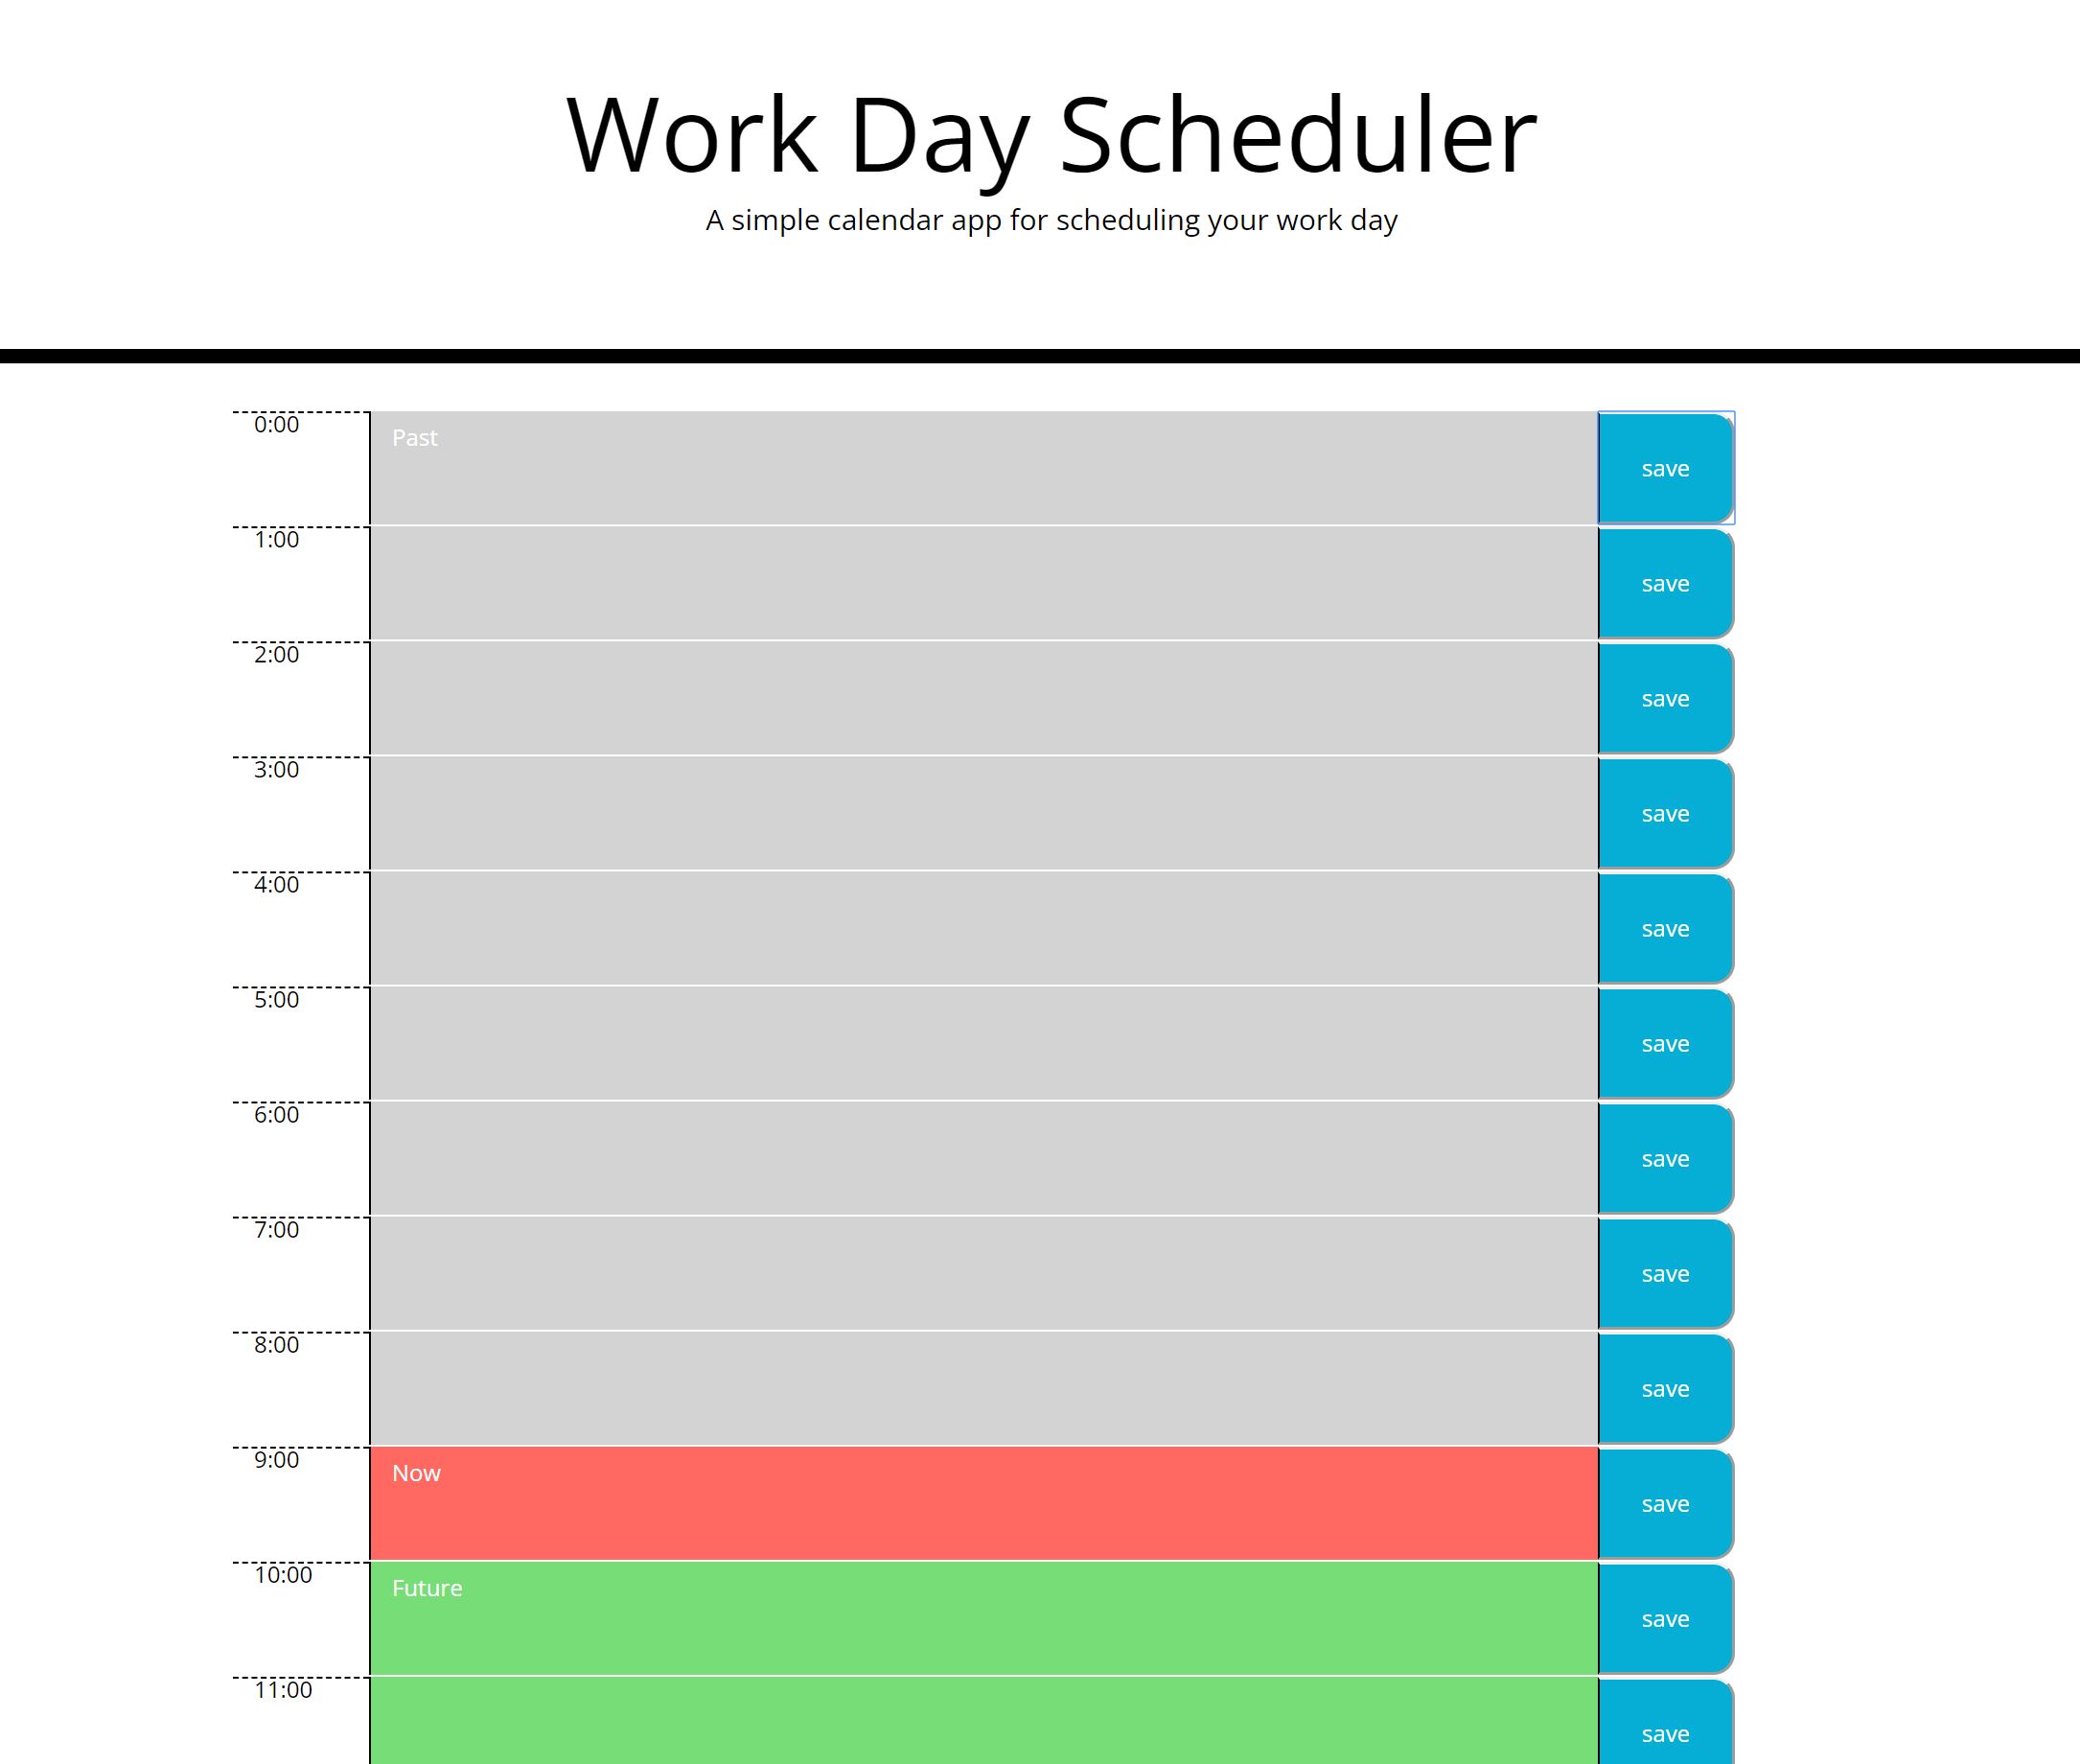 Work Day Scheduler
A simple calendar app for scheduling your work day
0:00 Past save
1:00 save
2:00 save
3:00 save
4:00 save
5:00 save
6:00 save
7:00 save
8:00 save
9:00 Now save
10:00 Future save
11:00 save